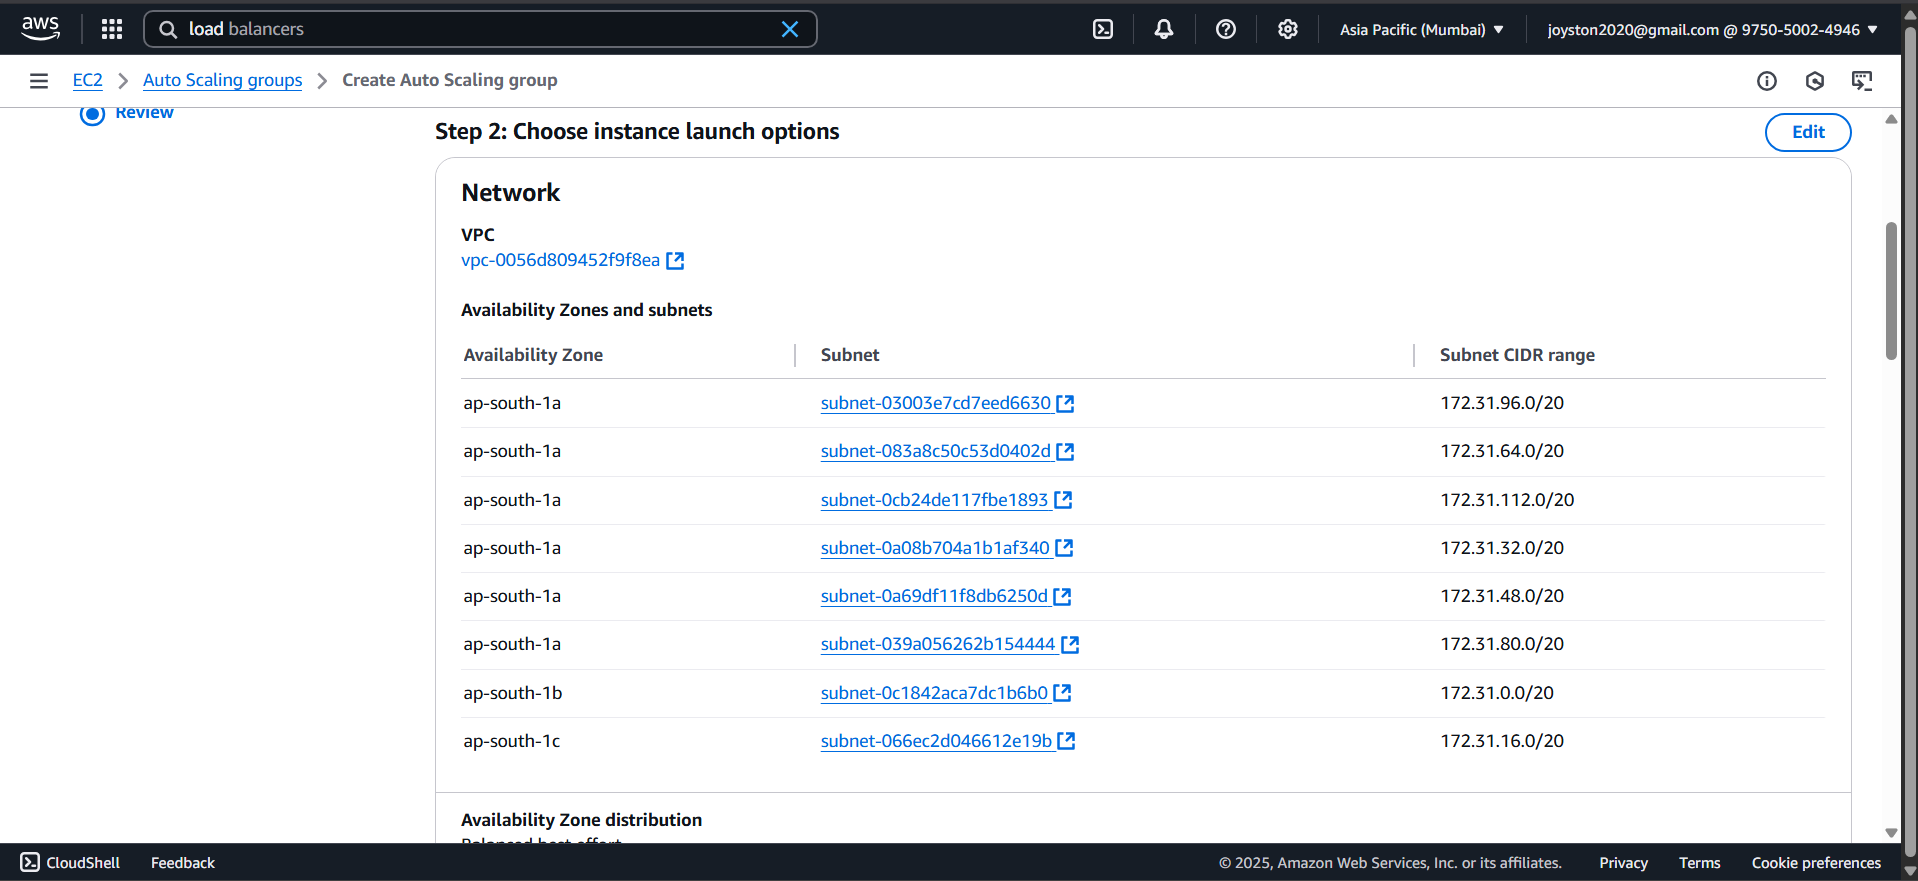 aws
load balancers
Asia Pacific (Mumbai)
joyston2020@gmail.com @ 9750-5002-4946
EC2
Auto Scaling groups
Create Auto Scaling group
Review
Step 2: Choose instance launch options
Edit
Network
VPC
vpc-0056d809452f9f8ea
Availability Zones and subnets
Availability Zone Subnet Subnet CIDR range
ap-south-1a subnet-03003e7cd7eed6630 172.31.96.0/20
ap-south-1a subnet-083a8c50c53d0402d 172.31.64.0/20
ap-south-1a subnet-0cb24de117fbe1893 172.31.112.0/20
ap-south-1a subnet-0a08b704a1b1af340 172.31.32.0/20
ap-south-1a subnet-0a69df11f8db6250d 172.31.48.0/20
ap-south-1a subnet-039a056262b154444 172.31.80.0/20
ap-south-1b subnet-0c1842aca7dc1b6b0 172.31.0.0/20
ap-south-1c subnet-066ec2d046612e19b 172.31.16.0/20
Availability Zone distribution
Balanced best effort
CloudShell
Feedback
© 2025, Amazon Web Services, Inc. or its affiliates.
Privacy
Terms
Cookie preferences